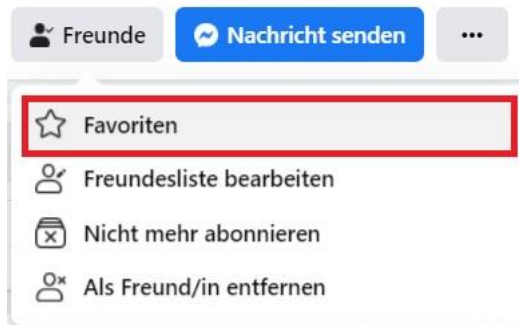 Freunde Nachricht senden ...
Favoriten
Freundesliste bearbeiten
Nicht mehr abonnieren
Als Freund/in entfernen